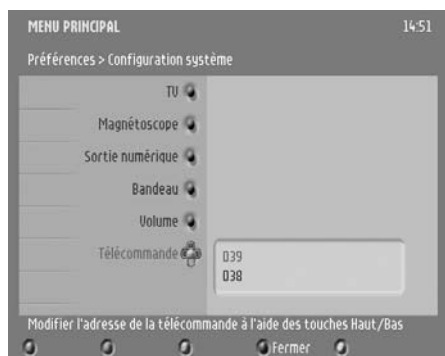 MENU PRINCIPAL 14:51
Préférences > Configuration système
TV
Magnétoscope
Sortie numérique
Bandeau
Volume
Télécommande
039
038
Modifier l'adresse de la télécommande à l'aide des touches Haut/Bas
Fermer